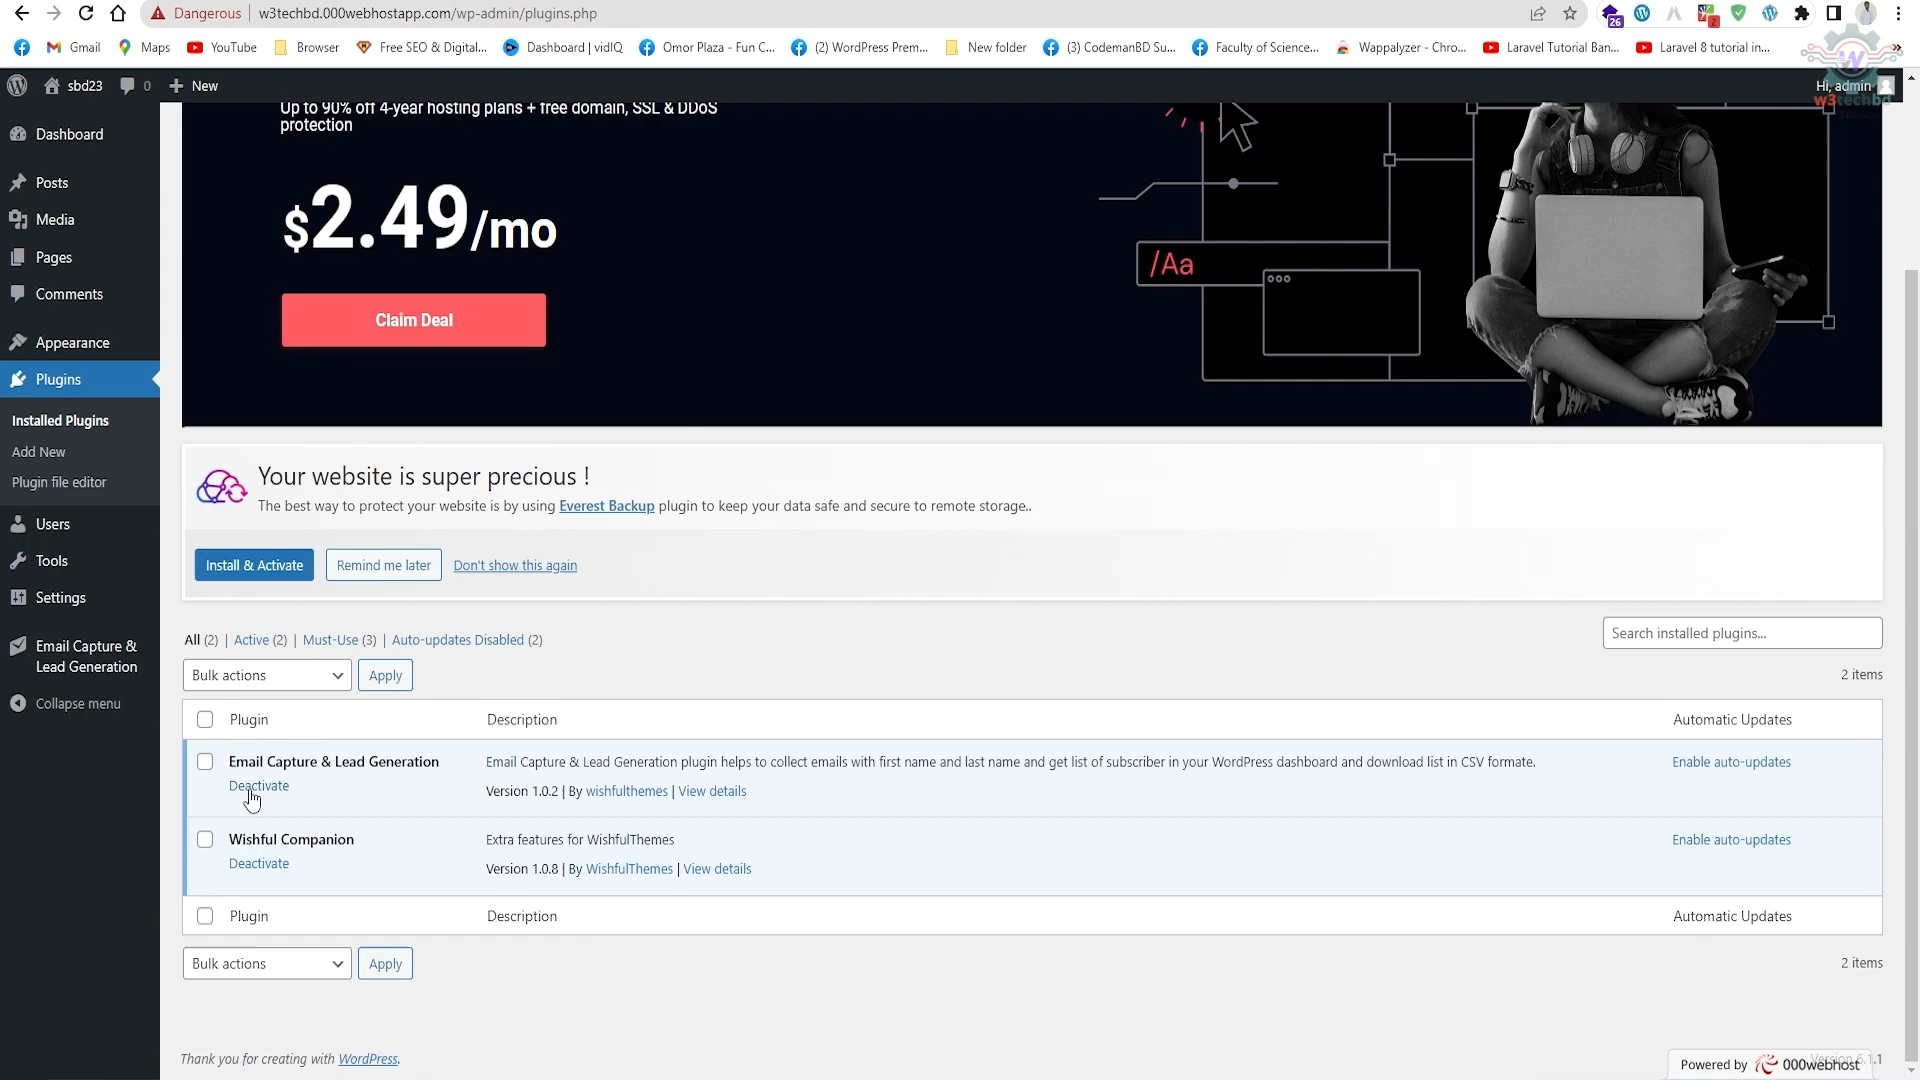 Dangerous | w3techbd.000webhostapp.com/wp-admin/plugins.php
26
2
Gmail
Maps
YouTube
Browser
Free SEO & Digital...
Dashboard | vidIQ
Omor Plaza - Fun C...
(2) WordPress Prem...
New folder
(3) CodemanBD Su...
Faculty of Science...
Wappalyzer - Chro...
Laravel Tutorial Ban...
Laravel 8 tutorial in...
»
sbd23
0
New
Hi, admin
w3techbd
Dashboard
Posts
Media
Pages
Comments
Appearance
Plugins
Installed Plugins
Add New
Plugin file editor
Users
Tools
Settings
Email Capture &
Lead Generation
Collapse menu
Up to 90% off 4-year hosting plans + free domain, SSL & DDoS
protection
$2.49/mo
Claim Deal
/Aa
Your website is super precious !
The best way to protect your website is by using Everest Backup plugin to keep your data safe and secure to remote storage..
Install & Activate
Remind me later
Don't show this again
All (2) | Active (2) | Must-Use (3) | Auto-updates Disabled (2)
Search installed plugins...
Bulk actions
Apply
2 items
Plugin
Description
Automatic Updates
Email Capture & Lead Generation
Email Capture & Lead Generation plugin helps to collect emails with first name and last name and get list of subscriber in your WordPress dashboard and download list in CSV formate.
Enable auto-updates
Deactivate
Version 1.0.2 | By wishfulthemes | View details
Wishful Companion
Extra features for WishfulThemes
Enable auto-updates
Deactivate
Version 1.0.8 | By WishfulThemes | View details
Plugin
Description
Automatic Updates
Bulk actions
Apply
2 items
Thank you for creating with WordPress.
Version 6.1.1
Powered by 000webhost